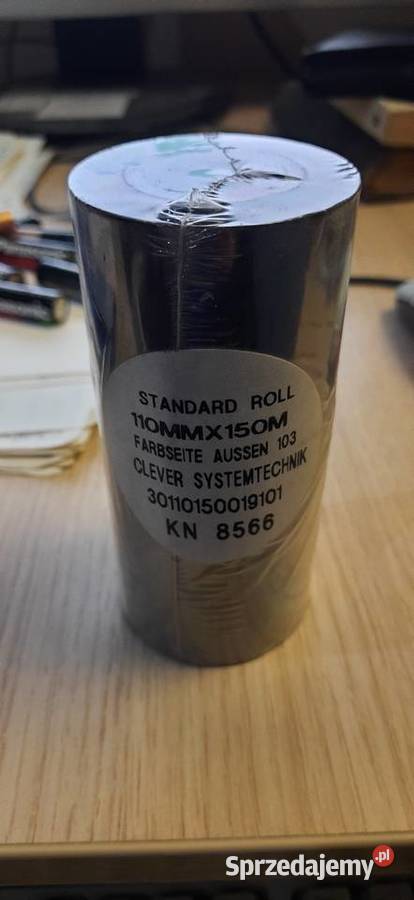 STANDARD ROLL
110MMX150M
FARBSEITE AUSSEN 103
CLEVER SYSTEMTECHNIK
30110150019101
KN 8566
Sprzedajemy.pl